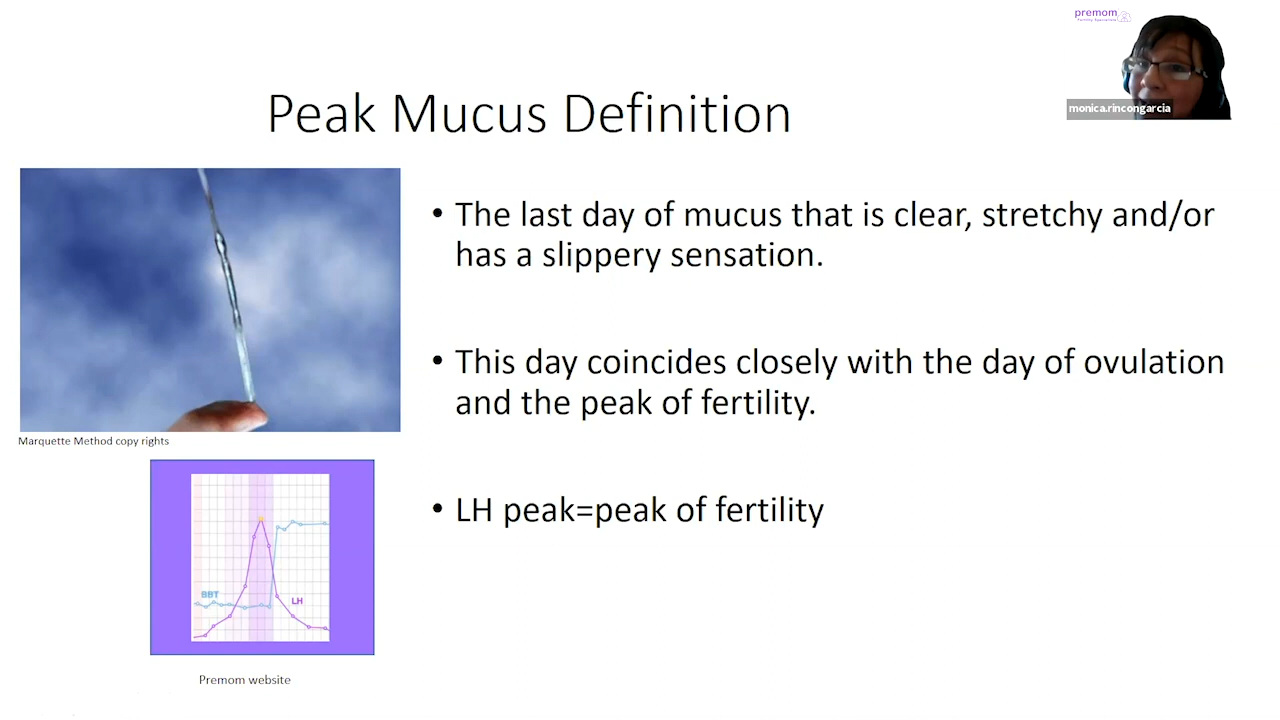 premom
Fertility Specialists
monica.rincongarcia
Peak Mucus Definition
• The last day of mucus that is clear, stretchy and/or
has a slippery sensation.
Marquette Method copy rights
• This day coincides closely with the day of ovulation
and the peak of fertility.
• LH peak=peak of fertility
BBT
LH
Premom website